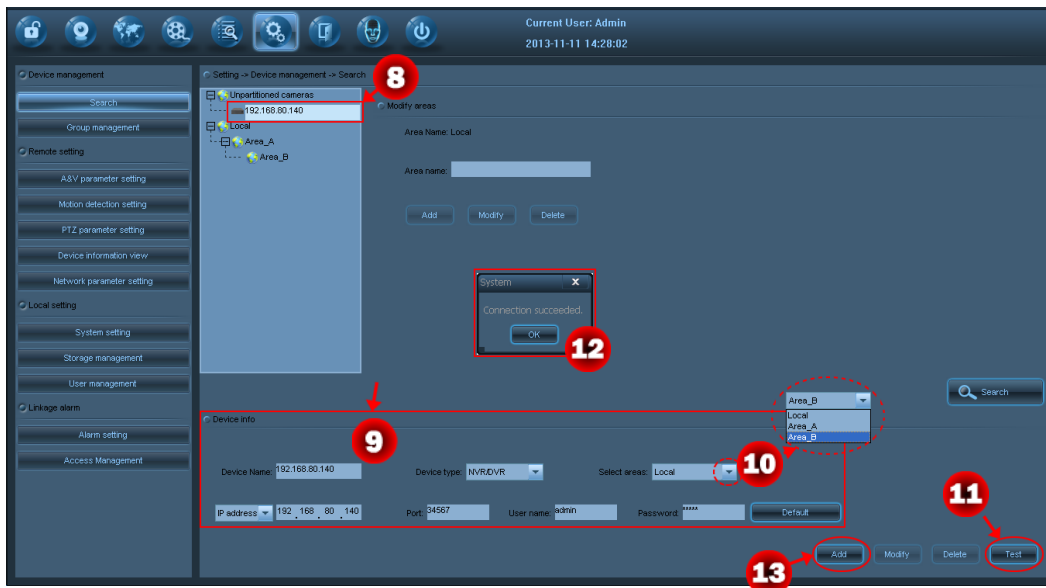 Current User: Admin
2013-11-11 14:28:02
Device management
Search
Group management
Remote setting
A&V parameter setting
Motion detection setting
PTZ parameter setting
Device information view
Network parameter setting
Local setting
System setting
Storage management
User management
Linkage alarm
Alarm setting
Access Management
Setting -> Device management -> Search
8
Unpartitioned cameras
192.168.80.140
Local
Area_A
Area_B
Modify areas
Area Name: Local
Area name:
Add Modify Delete
System X
Connection succeeded.
OK
12
Search
Area_B
Local
Area_A
Area_B
Device info
9
10
Device Name: 192.168.80.140 Device type: NVR/DVR Select areas: Local
IP address 192 . 168 . 80 . 140 Port: 34567 User name: admin Password: ***** Default
11
Add Modify Delete Test
13